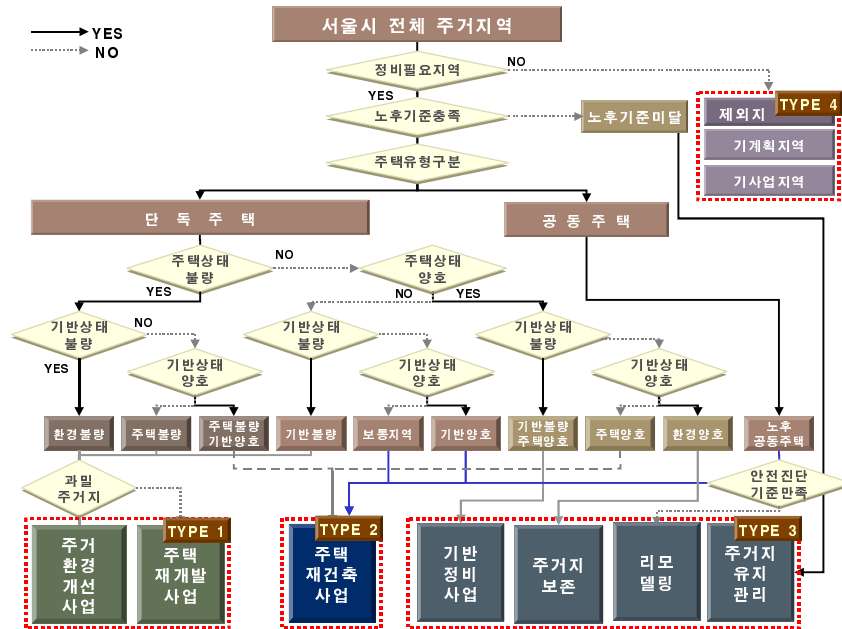 YES
NO
서울시 전체 주거지역
정비필요지역
NO
YES
노후기준충족
노후기준미달
TYPE 4
제외지
기계획지역
기사업지역
주택유형구분
단 독 주 택
공 동 주 택
주택상태
불량
NO
주택상태
양호
YES
NO
YES
기반상태
불량
NO
기반상태
불량
기반상태
불량
YES
기반상태
양호
기반상태
양호
기반상태
양호
환경불량
주택불량
주택불량
기반양호
기반불량
보통지역
기반양호
기반불량
주택양호
주택양호
환경양호
노후
공동주택
과밀
주거지
안전진단
기준만족
TYPE 1
TYPE 2
TYPE 3
주거
환경
개선
사업
주택
재개발
사업
주택
재건축
사업
기반
정비
사업
주거지
보존
리모
델링
주거지
유지
관리